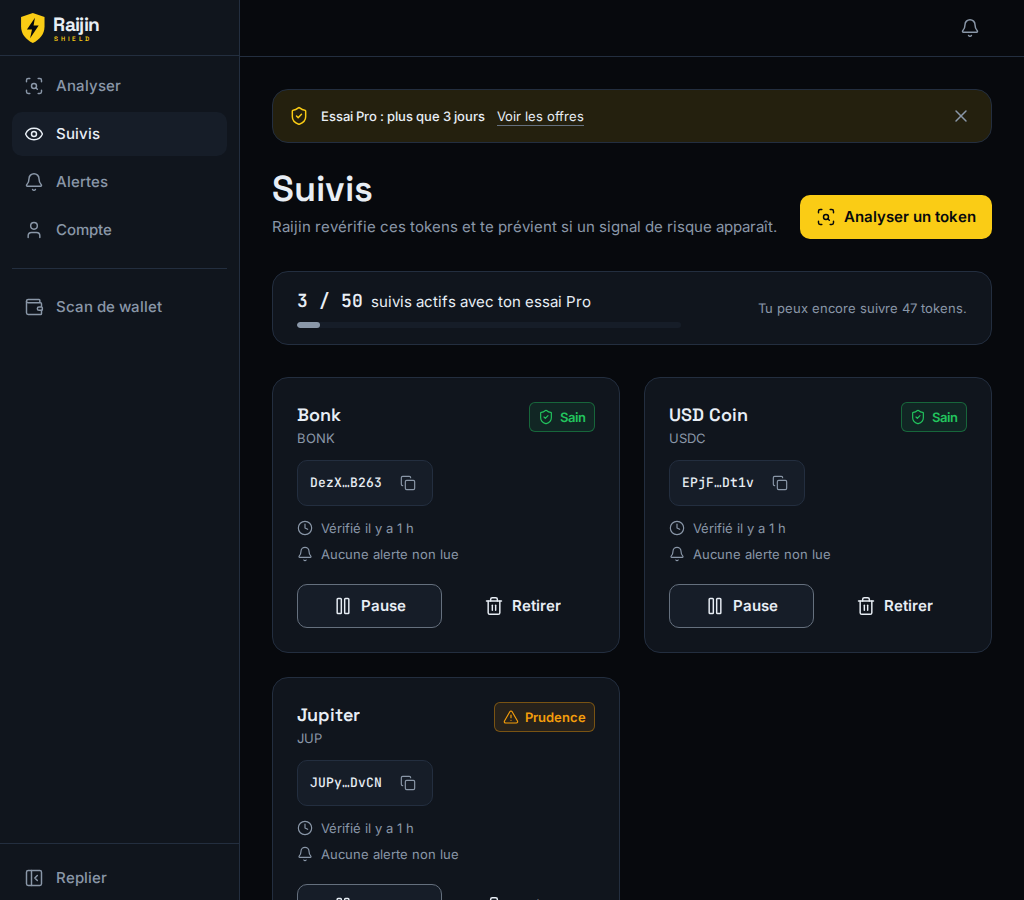 Raijin
SHIELD
Analyser
Suivis
Alertes
Compte
Scan de wallet
Replier
Essai Pro : plus que 3 jours Voir les offres
Suivis
Raijin revérifie ces tokens et te prévient si un signal de risque apparaît.
Analyser un token
3 / 50 suivis actifs avec ton essai Pro
Tu peux encore suivre 47 tokens.
Bonk
Sain
BONK
DezX…B263
Vérifié il y a 1 h
Aucune alerte non lue
Pause
Retirer
USD Coin
Sain
USDC
EPjF…Dt1v
Vérifié il y a 1 h
Aucune alerte non lue
Pause
Retirer
Jupiter
Prudence
JUP
JUPy…DvCN
Vérifié il y a 1 h
Aucune alerte non lue